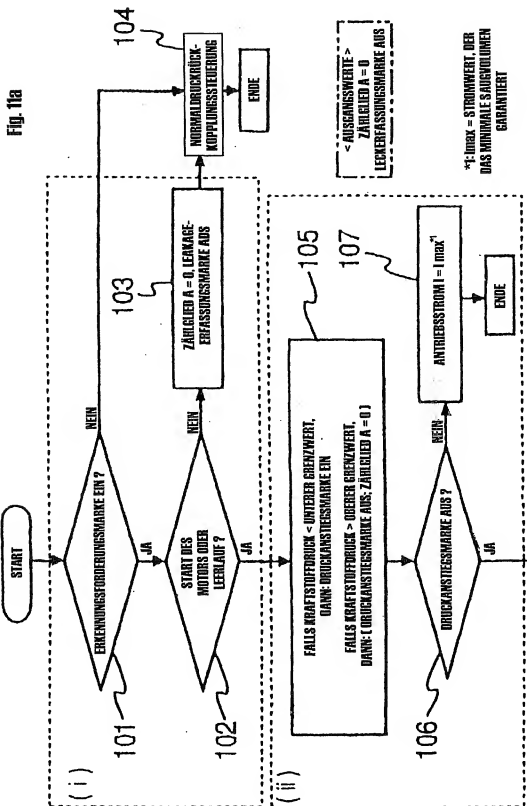 Fig. 11a
START
( i )
ERKENNUNGSFORDERUNGSMARKE EIN ?
NEIN
JA
101
START DES
MOTORS ODER
LEERLAUF ?
NEIN
JA
102
ZÄHLGLIED A = 0, LEAKAGE-
ERFASSUNGSMARKE AUS
103
NORMALDRUCKRÜCK-
KOPPLUNGSSTEUERUNG
104
ENDE
( ii )
FALLS KRAFTSTOFFDRUCK < UNTERER GRENZWERT,
DANN: DRUCKANSTIEGSMARKE EIN
FALLS KRAFTSTOFFDRUCK > OBERER GRENZWERT,
DANN: [ DRUCKANSTIEGSMARKE AUS; ZÄHLGLIED A = 0 ]
105
DRUCKANSTIEGSMARKE AUS ?
NEIN
JA
106
ANTRIEBSSTROM I = I max*1
107
ENDE
< AUSGANGSWERTE >
ZÄHLGLIED A = 0
LECKERFASSUNGSMARKE AUS
*1: Imax = STROMWERT, DER
DAS MINIMALE SAUGVOLUMEN
GARANTIERT